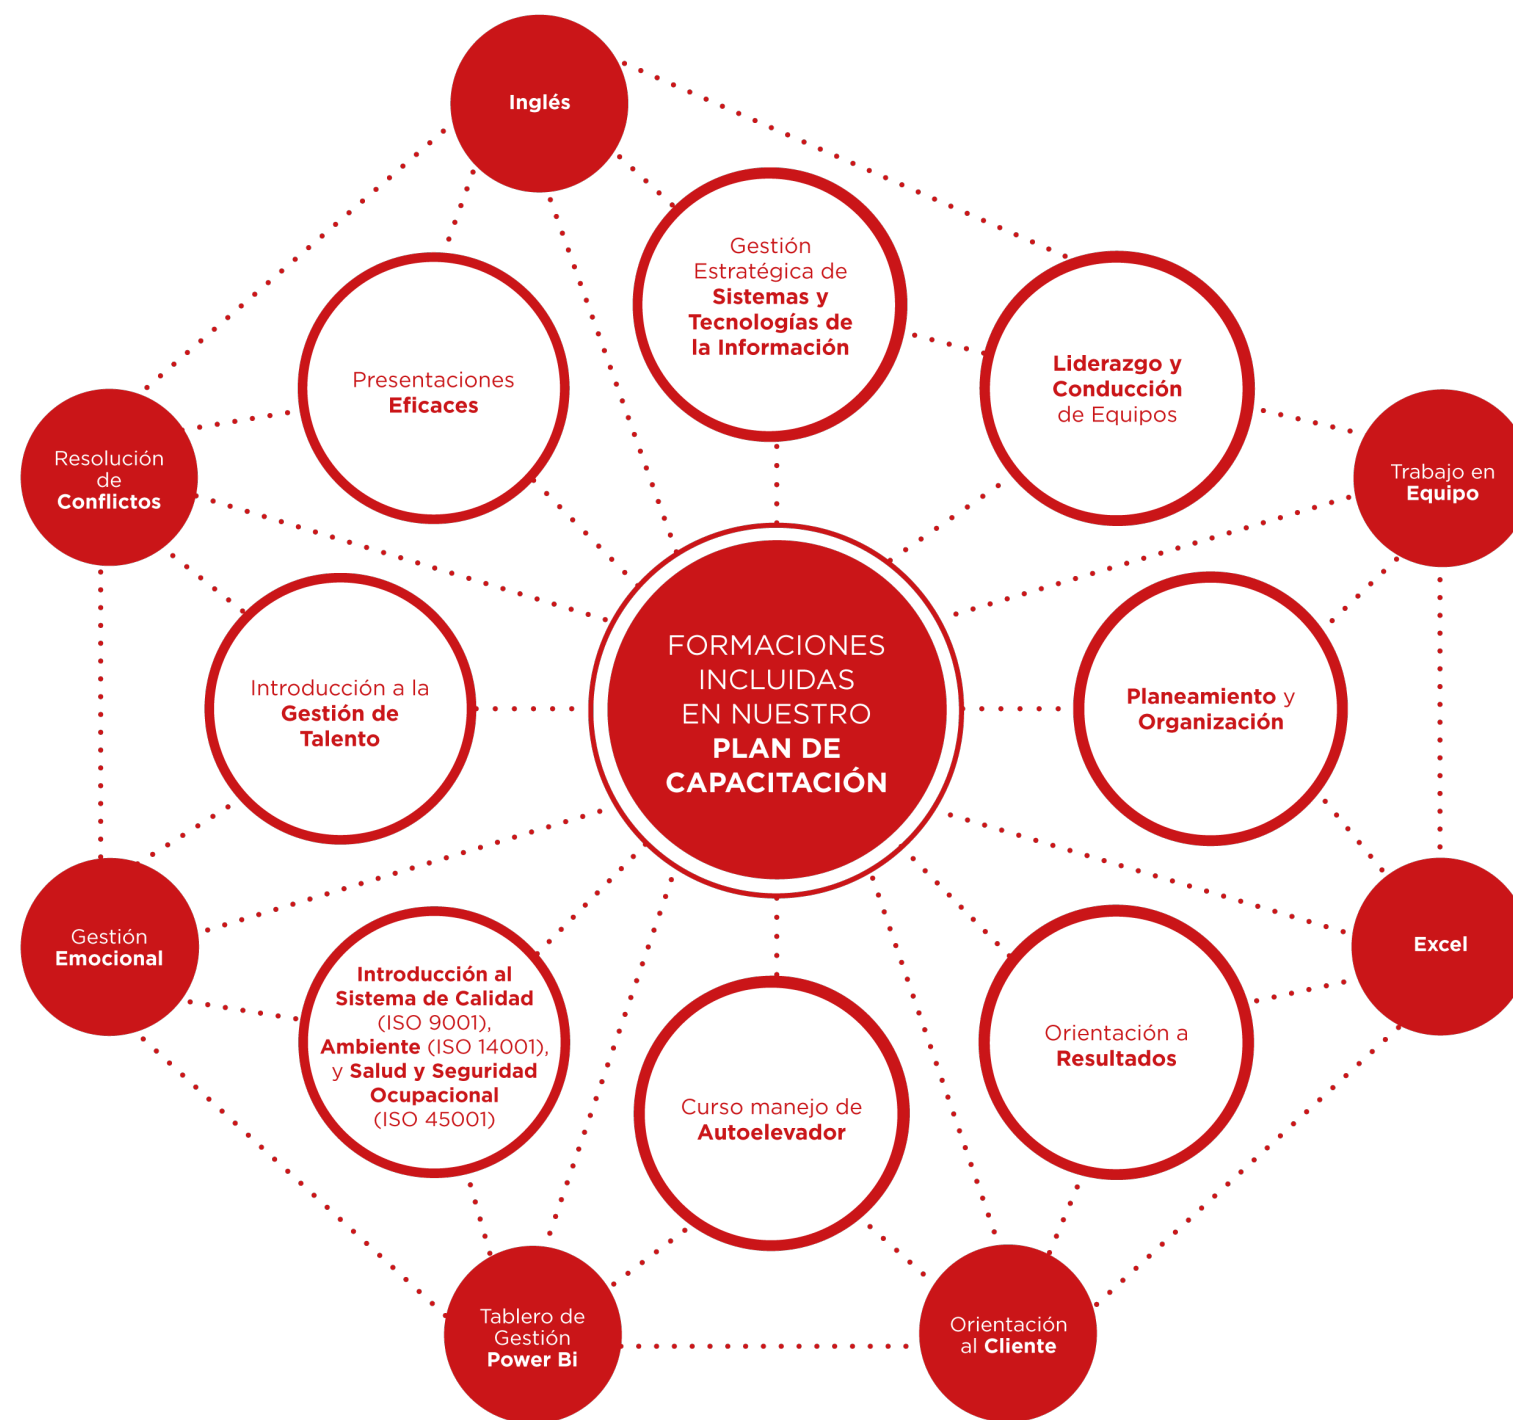 Inglés
Gestión
Estratégica de
Sistemas y
Tecnologías de
la Información
Presentaciones
Eficaces
Liderazgo y
Conducción
de Equipos
Resolución
de
Conflictos
Trabajo en
Equipo
FORMACIONES
INCLUIDAS
EN NUESTRO
PLAN DE
CAPACITACIÓN
Introducción a la
Gestión de
Talento
Planeamiento y
Organización
Gestión
Emocional
Excel
Introducción al
Sistema de Calidad
(ISO 9001),
Ambiente (ISO 14001),
y Salud y Seguridad
Ocupacional
(ISO 45001)
Orientación a
Resultados
Curso manejo de
Autoelevador
Tablero de
Gestión
Power Bi
Orientación
al Cliente